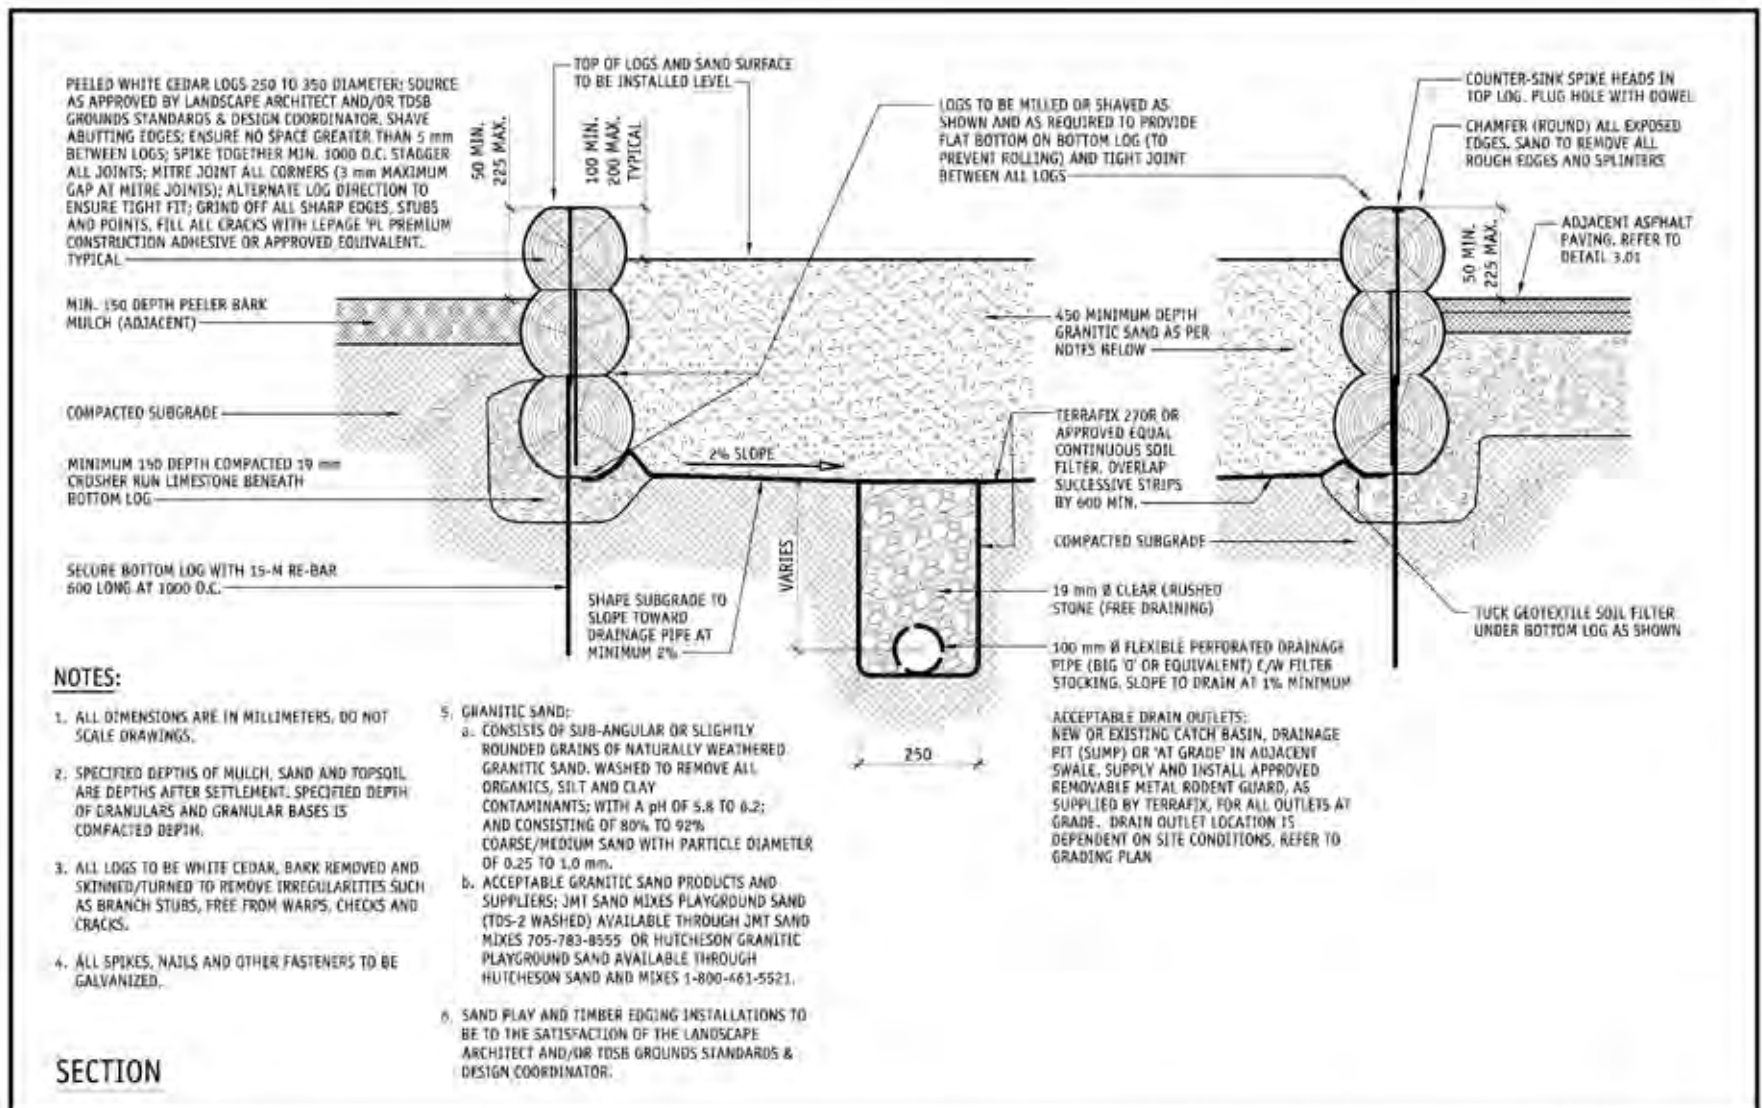 PEELED WHITE CEDAR LOGS 250 TO 350 DIAMETER; SOURCE
AS APPROVED BY LANDSCAPE ARCHITECT AND/OR TDSB
GROUNDS STANDARDS & DESIGN COORDINATOR. SHAVE
ABUTTING EDGES; ENSURE NO SPACE GREATER THAN 5 mm
BETWEEN LOGS; SPIKE TOGETHER MIN. 1000 O.C. STAGGER
ALL JOINTS; MITRE JOINT ALL CORNERS (3 mm MAXIMUM
GAP AT MITRE JOINTS); ALTERNATE LOG DIRECTION TO
ENSURE TIGHT FIT; GRIND OFF ALL SHARP EDGES, STUBS
AND POINTS. FILL ALL CRACKS WITH LEPAGE 'PL PREMIUM
CONSTRUCTION ADHESIVE OR APPROVED EQUIVALENT.
TYPICAL
MIN. 150 DEPTH PEELER BARK
MULCH (ADJACENT)
COMPACTED SUBGRADE
MINIMUM 150 DEPTH COMPACTED 19 mm
CRUSHER RUN LIMESTONE BENEATH
BOTTOM LOG
SECURE BOTTOM LOG WITH 15-M RE-BAR
600 LONG AT 1000 O.C.
50 MIN.
225 MAX.
100 MIN.
200 MAX.
TYPICAL
TOP OF LOGS AND SAND SURFACE
TO BE INSTALLED LEVEL
LOGS TO BE MILLED OR SHAVED AS
SHOWN AND AS REQUIRED TO PROVIDE
FLAT BOTTOM ON BOTTOM LOG (TO
PREVENT ROLLING) AND TIGHT JOINT
BETWEEN ALL LOGS
COUNTER-SINK SPIKE HEADS IN
TOP LOG. PLUG HOLE WITH DOWEL
CHAMFER (ROUND) ALL EXPOSED
EDGES. SAND TO REMOVE ALL
ROUGH EDGES AND SPLINTERS
50 MIN.
225 MAX.
ADJACENT ASPHALT
PAVING. REFER TO
DETAIL 3.01
450 MINIMUM DEPTH
GRANITIC SAND AS PER
NOTES BELOW
TERRAFIX 270R OR
APPROVED EQUAL
CONTINUOUS SOIL
FILTER. OVERLAP
SUCCESSIVE STRIPS
BY 600 MIN.
COMPACTED SUBGRADE
2% SLOPE
VARIES
SHAPE SUBGRADE TO
SLOPE TOWARD
DRAINAGE PIPE AT
MINIMUM 2%
19 mm Ø CLEAR CRUSHED
STONE (FREE DRAINING)
TUCK GEOTEXTILE SOIL FILTER
UNDER BOTTOM LOG AS SHOWN
100 mm Ø FLEXIBLE PERFORATED DRAINAGE
PIPE (BIG 'O' OR EQUIVALENT) C/W FILTER
STOCKING. SLOPE TO DRAIN AT 1% MINIMUM
ACCEPTABLE DRAIN OUTLETS:
NEW OR EXISTING CATCH BASIN, DRAINAGE
PIT (SUMP) OR 'AT GRADE' IN ADJACENT
SWALE. SUPPLY AND INSTALL APPROVED
REMOVABLE METAL RODENT GUARD, AS
SUPPLIED BY TERRAFIX, FOR ALL OUTLETS AT
GRADE. DRAIN OUTLET LOCATION IS
DEPENDENT ON SITE CONDITIONS. REFER TO
GRADING PLAN
250
NOTES:
1. ALL DIMENSIONS ARE IN MILLIMETERS, DO NOT
SCALE DRAWINGS.
2. SPECIFIED DEPTHS OF MULCH, SAND AND TOPSOIL
ARE DEPTHS AFTER SETTLEMENT. SPECIFIED DEPTH
OF GRANULARS AND GRANULAR BASES IS
COMPACTED DEPTH.
3. ALL LOGS TO BE WHITE CEDAR, BARK REMOVED AND
SKINNED/TURNED TO REMOVE IRREGULARITIES SUCH
AS BRANCH STUBS, FREE FROM WARPS, CHECKS AND
CRACKS.
4. ALL SPIKES, NAILS AND OTHER FASTENERS TO BE
GALVANIZED.
5. GRANITIC SAND:
a. CONSISTS OF SUB-ANGULAR OR SLIGHTLY
ROUNDED GRAINS OF NATURALLY WEATHERED
GRANITIC SAND. WASHED TO REMOVE ALL
ORGANICS, SILT AND CLAY
CONTAMINANTS; WITH A pH OF 5.8 TO 6.2;
AND CONSISTING OF 80% TO 92%
COARSE/MEDIUM SAND WITH PARTICLE DIAMETER
OF 0.25 TO 1.0 mm.
b. ACCEPTABLE GRANITIC SAND PRODUCTS AND
SUPPLIERS: JMT SAND MIXES PLAYGROUND SAND
(TDS-2 WASHED) AVAILABLE THROUGH JMT SAND
MIXES 705-783-8555 OR HUTCHESON GRANITIC
PLAYGROUND SAND AVAILABLE THROUGH
HUTCHESON SAND AND MIXES 1-800-461-5521.
6. SAND PLAY AND TIMBER EDGING INSTALLATIONS TO
BE TO THE SATISFACTION OF THE LANDSCAPE
ARCHITECT AND/OR TDSB GROUNDS STANDARDS &
DESIGN COORDINATOR.
SECTION